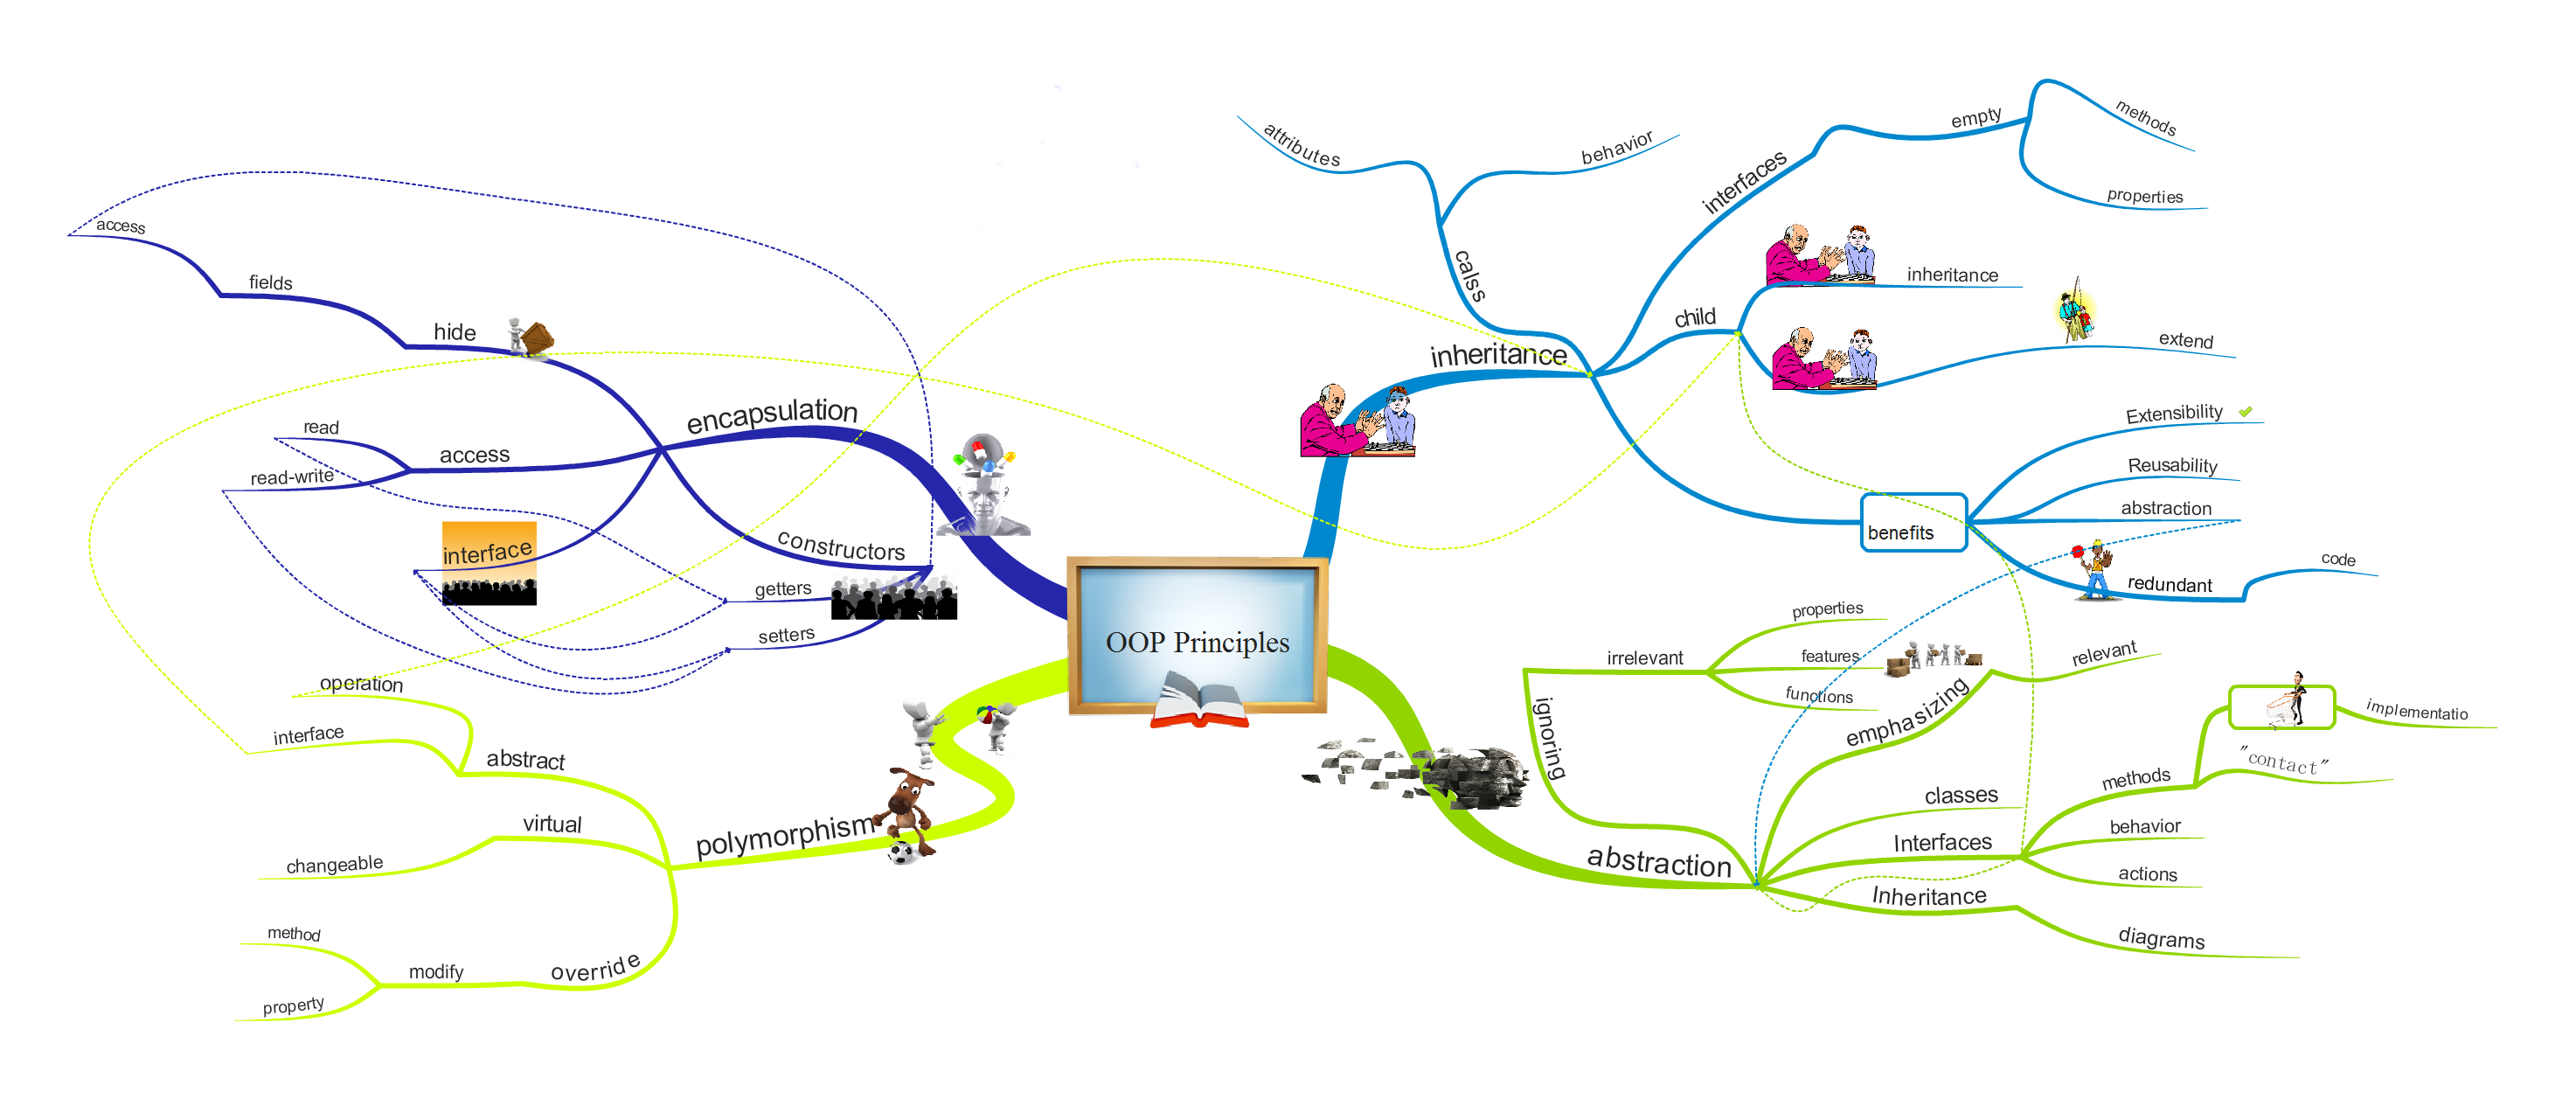 OOP Principles
inheritance
calss
attributes
behavior
interfaces
empty
methods
properties
child
inheritance
extend
benefits
Extensibility
Reusability
abstraction
redundant
code
abstraction
ignoring
irrelevant
properties
features
functions
emphasizing
relevant
classes
Interfaces
methods
implementatio
"contact"
behavior
actions
Inheritance
diagrams
encapsulation
hide
fields
access
access
read
read-write
interface
constructors
getters
setters
polymorphism
abstract
operation
interface
virtual
changeable
override
modify
method
property